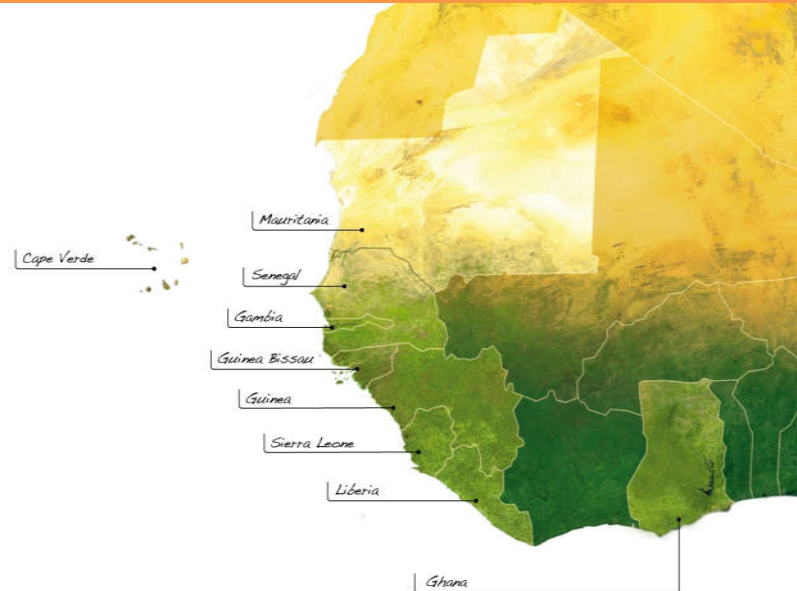 Mauritania
Cape Verde
Senegal
Gambia
Guinea Bissau
Guinea
Sierra Leone
Liberia
Ghana